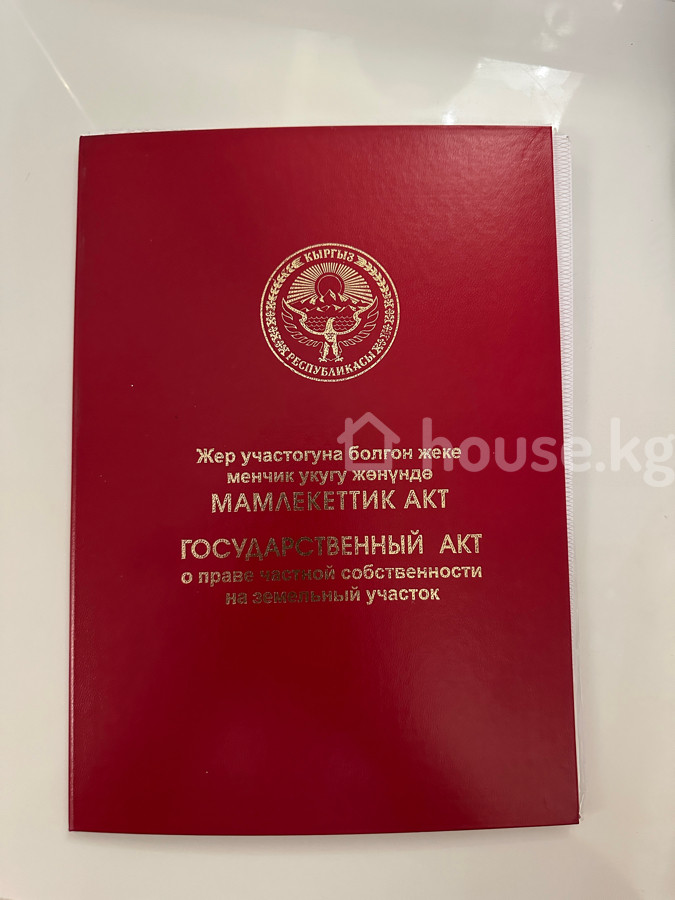 КЫРГЫЗ
РЕСПУБЛИКАСЫ
Жер участогуна болгон жеке
менчик укугу жөнүндө
МАМЛЕКЕТТИК АКТ
ГОСУДАРСТВЕННЫЙ АКТ
о праве частной собственности
на земельный участок
house.kg